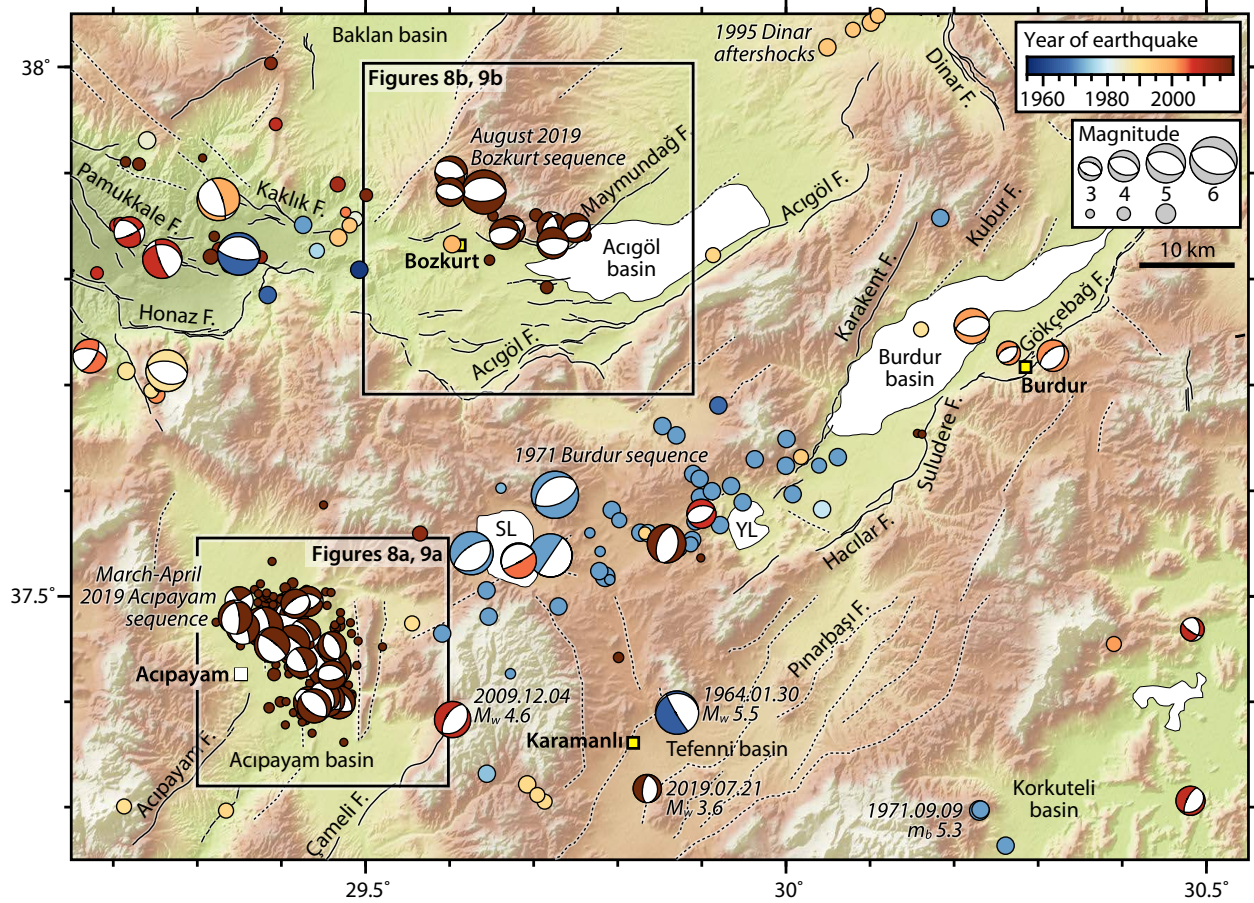 38°
37.5°
29.5°
30°
30.5°
Baklan basin
1995 Dinar
aftershocks
Dinar F.
Year of earthquake
1960 1980 2000
Magnitude
3 4 5 6
10 km
Figures 8b, 9b
August 2019
Bozkurt sequence
Maymundağ F.
Pamukkale F.
Kaklık F.
Honaz F.
Bozkurt
Acıgöl
basin
Acıgöl F.
Acıgöl F.
Karakent F.
Kubur F.
Gökçebağ F.
Burdur
basin
Burdur
Suludere F.
1971 Burdur sequence
SL
YL
Hacılar F.
Figures 8a, 9a
March-April
2019 Acıpayam
sequence
Acıpayam
Acıpayam F.
Acıpayam basin
Çameli F.
2009.12.04
Mw 4.6
1964.01.30
Mw 5.5
Karamanlı
Tefenni basin
Pınarbaşı F.
2019.07.21
Mw 3.6
1971.09.09
mb 5.3
Korkuteli
basin